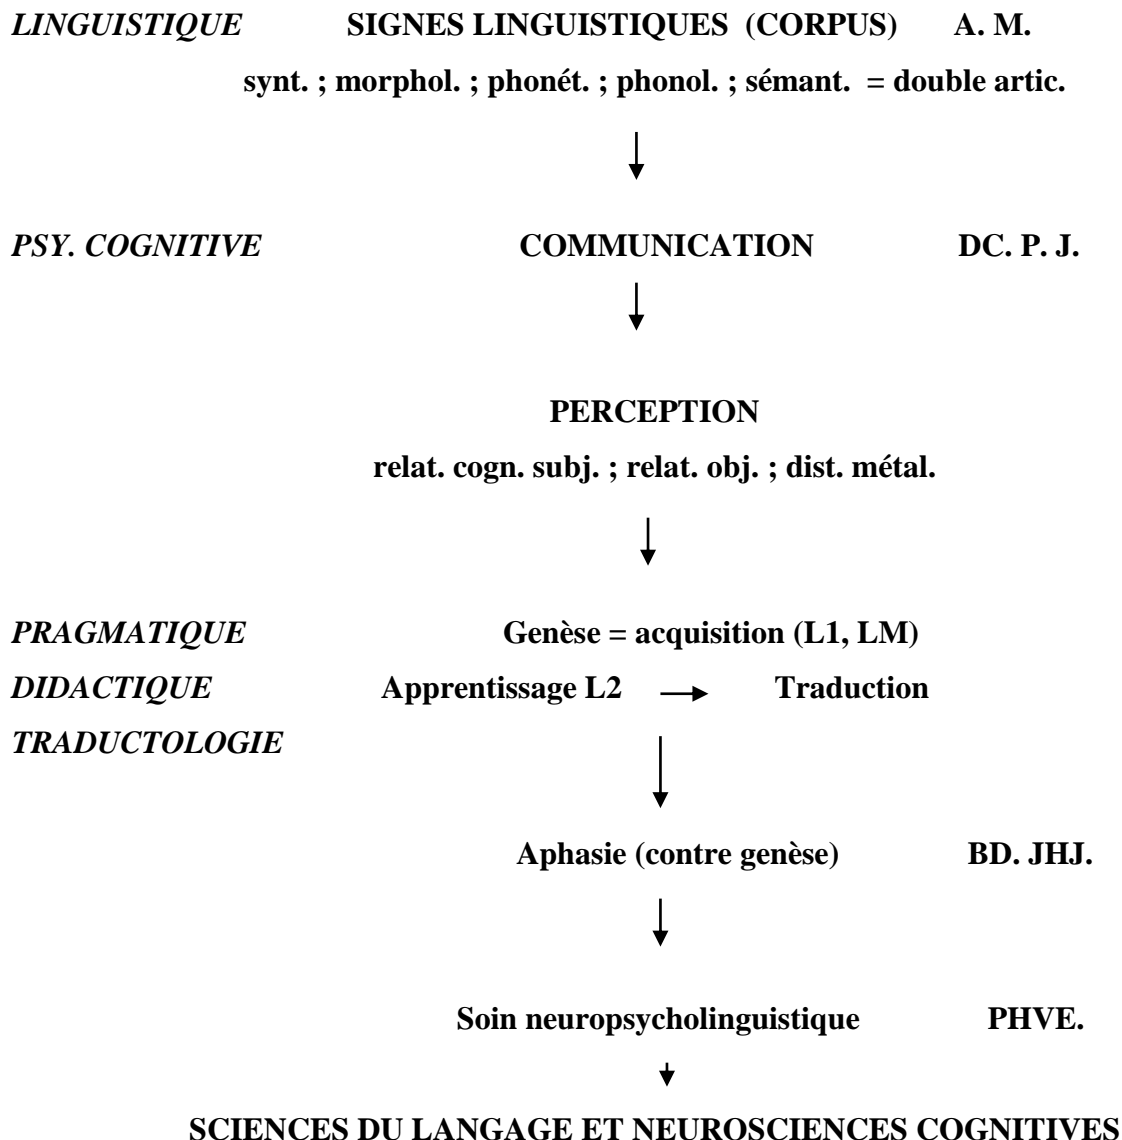 LINGUISTIQUE SIGNES LINGUISTIQUES (CORPUS) A. M.
synt. ; morphol. ; phonét. ; phonol. ; sémant. = double artic.
PSY. COGNITIVE COMMUNICATION DC. P. J.
PERCEPTION
relat. cogn. subj. ; relat. obj. ; dist. métal.
PRAGMATIQUE Genèse = acquisition (L1, LM)
DIDACTIQUE Apprentissage L2 Traduction
TRADUCTOLOGIE
Aphasie (contre genèse) BD. JHJ.
Soin neuropsycholinguistique PHVE.
SCIENCES DU LANGAGE ET NEUROSCIENCES COGNITIVES